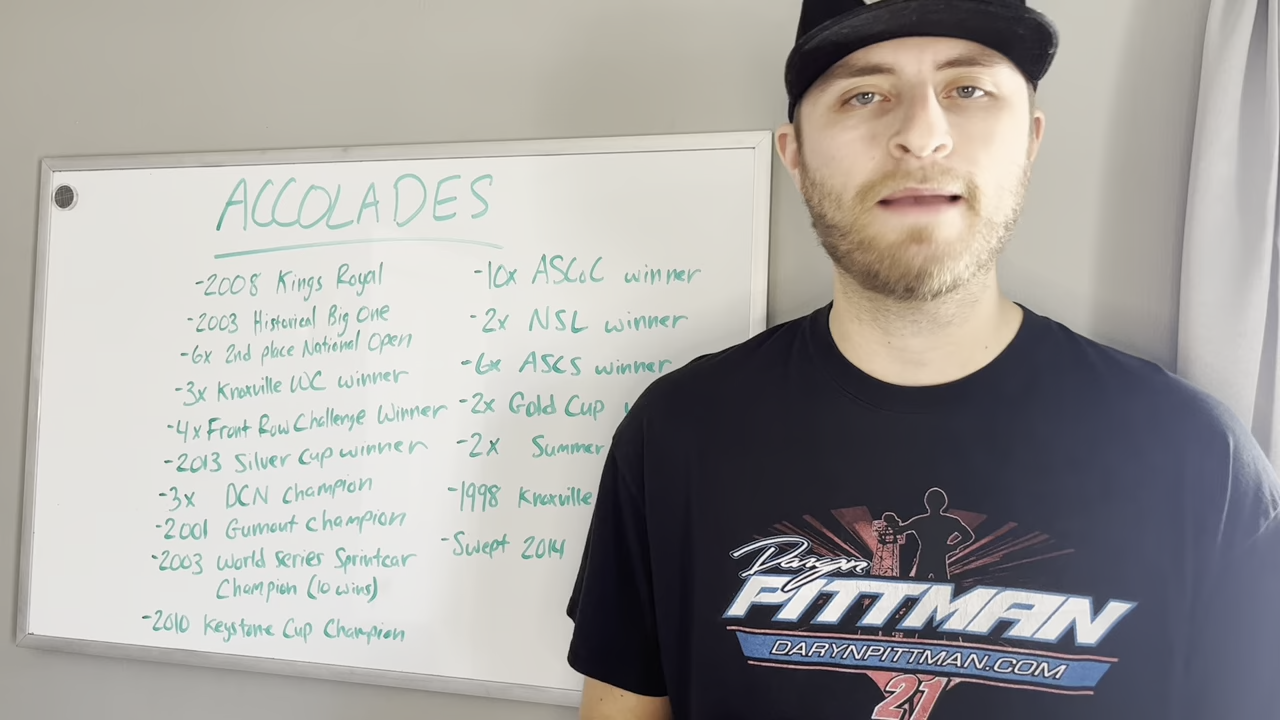 ACCOLADES
-2008 Kings Royal
-2003 Historical Big One
-6x 2nd place National Open
-3x Knoxville WC winner
-4x Front Row Challenge Winner
-2013 Silver Cup winner
-3x DCN Champion
-2001 Gumout Champion
-2003 World series Sprintcar
Champion (10 wins)
-2010 Keystone Cup Champion
-10x ASCoC winner
-2x NSL winner
-6x ASCS winner
-2x Gold Cup
-2x Summer
-1998 Knoxville
-Swept 2014
Daryn
PITTMAN
DARYNPITTMAN.COM
21